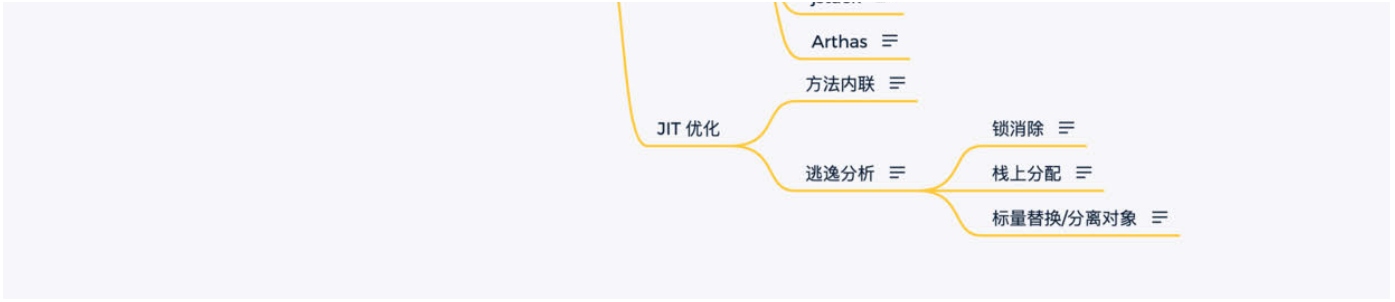 Arthas
方法内联
JIT 优化
锁消除
逃逸分析
栈上分配
标量替换/分离对象